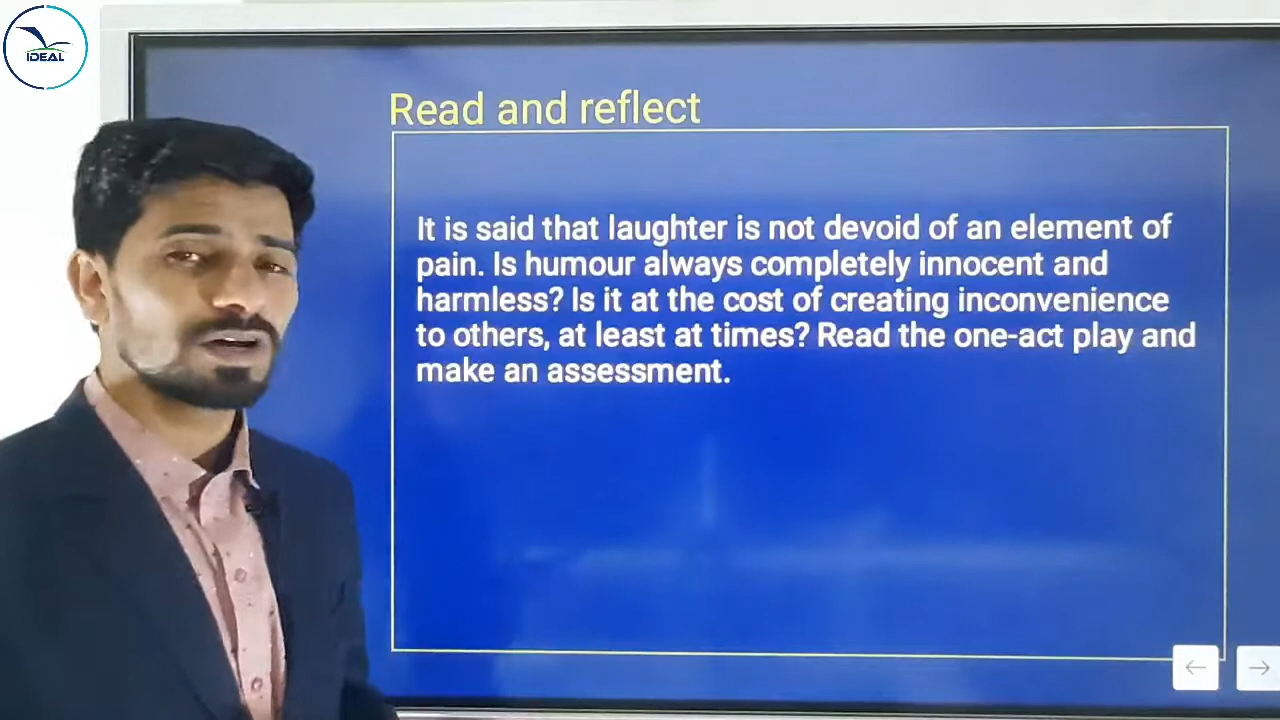 IDEAL
Read and reflect
It is said that laughter is not devoid of an element of
pain. Is humour always completely innocent and
harmless? Is it at the cost of creating inconvenience
to others, at least at times? Read the one-act play and
make an assessment.